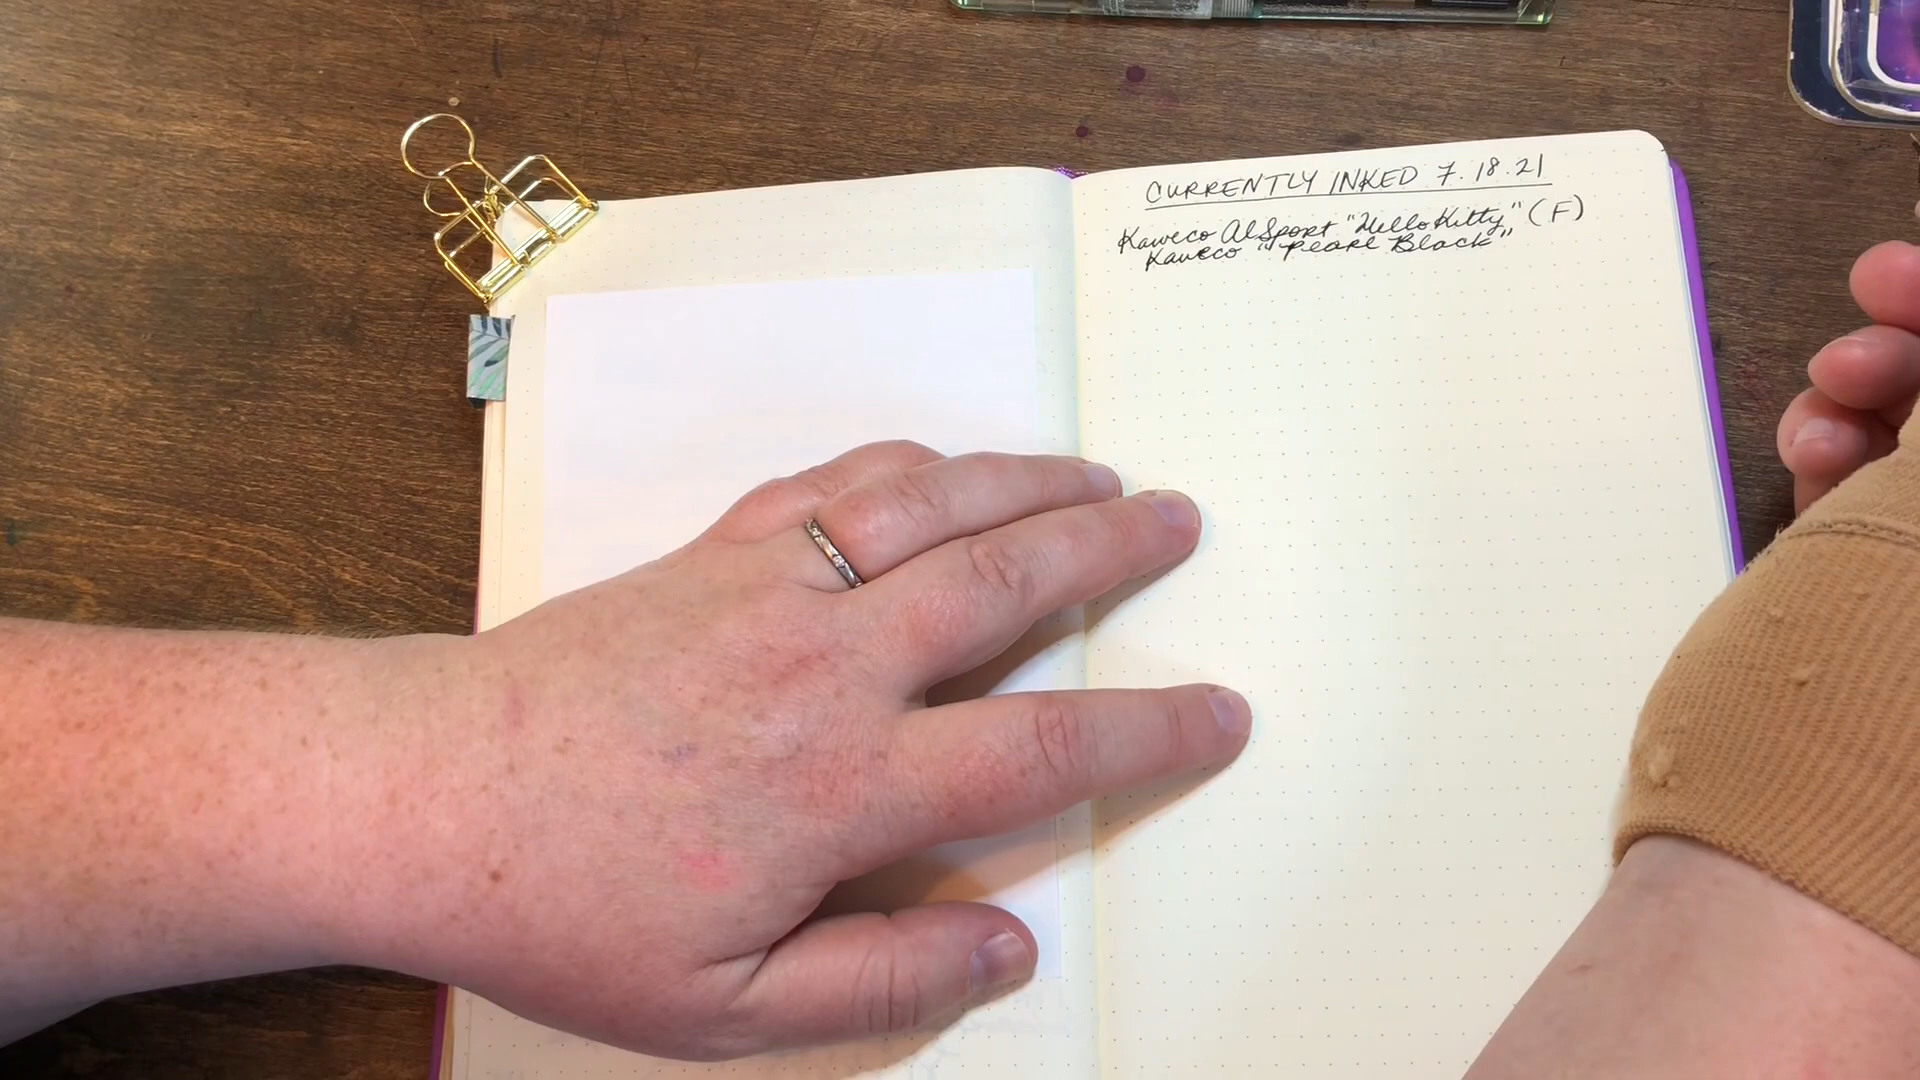 CURRENTLY INKED 7.18.21
Kaweco AlSport "Hello Kitty" (F)
Kaweco "Pearl Black"